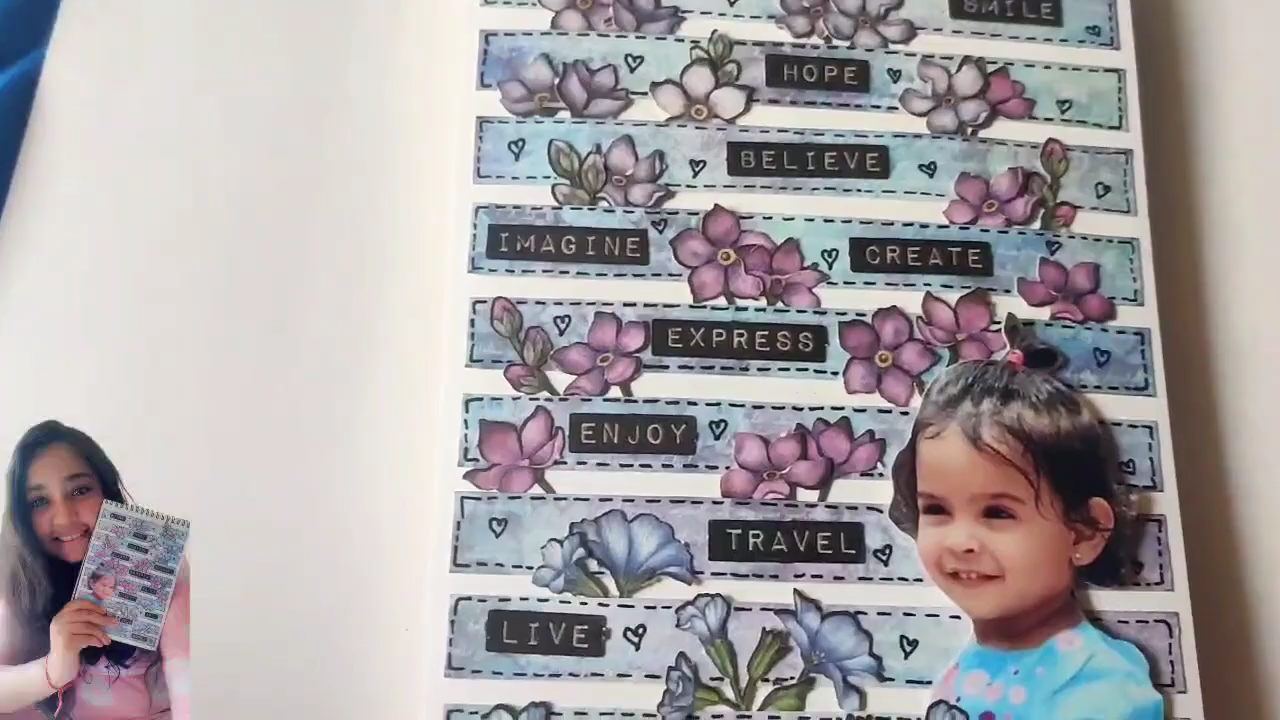 SMILE
HOPE
BELIEVE
IMAGINE CREATE
EXPRESS
ENJOY
TRAVEL
LIVE